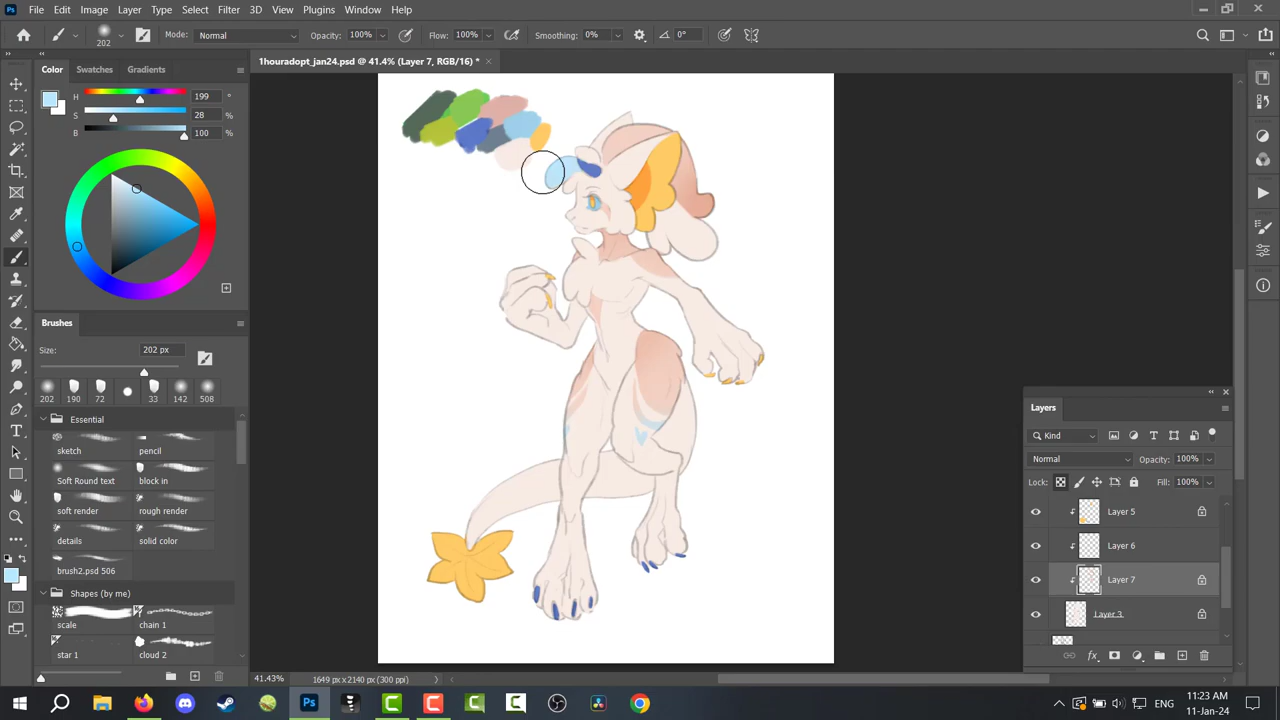 Ps File Edit Image Layer Type Select Filter 3D View Plugins Window Help
202 Mode: Normal Opacity: 100% Flow: 100% Smoothing: 0% 0°
1houradopt_jan24.psd @ 41.4% (Layer 7, RGB/16) *
Color Swatches Gradients
H 199 °
S 28 %
B 100 %
Brushes
Size: 202 px
202 190 72 33 142 508
Essential
sketch pencil
Soft Round text block in
soft render rough render
details solid color
brush2.psd 506
Shapes (by me)
scale chain 1
star 1 cloud 2
Layers
Kind
Normal Opacity: 100%
Lock: Fill: 100%
Layer 5
Layer 6
Layer 7
Layer 3
fx
41.43% 1649 px x 2140 px (300 ppi)
ENG
11:23 AM
11-Jan-24